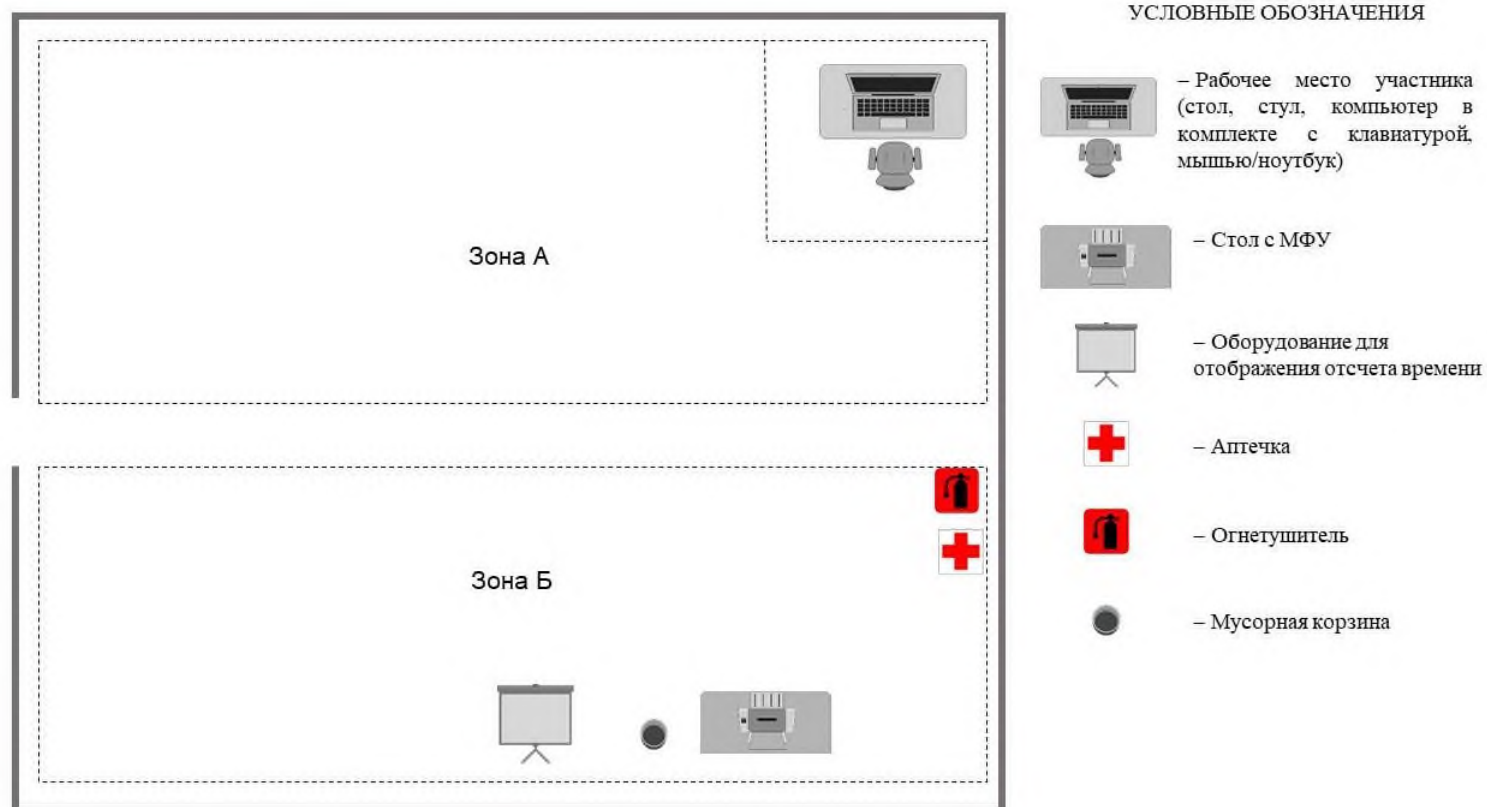 УСЛОВНЫЕ ОБОЗНАЧЕНИЯ
– Рабочее место участника
(стол, стул, компьютер в
комплекте с клавиатурой,
мышью/ноутбук)
– Стол с МФУ
– Оборудование для
отображения отсчета времени
– Аптечка
– Огнетушитель
– Мусорная корзина
Зона А
Зона Б